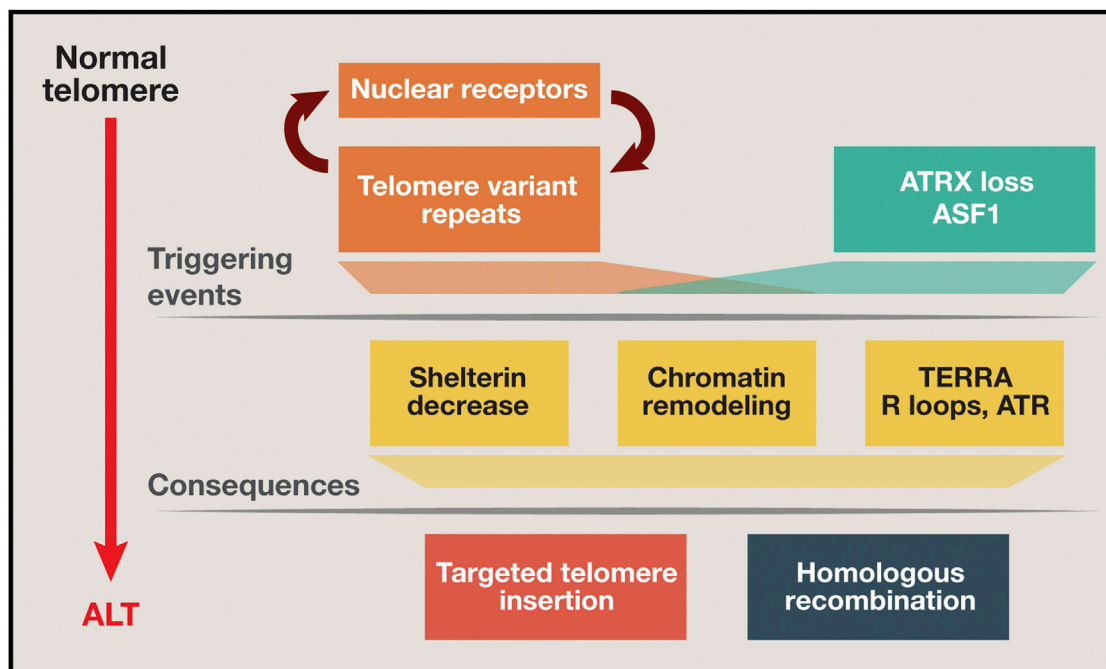 Normal
telomere
Nuclear receptors
Telomere variant
repeats
ATRX loss
ASF1
Triggering
events
Shelterin
decrease
Chromatin
remodeling
TERRA
R loops, ATR
Consequences
Targeted telomere
insertion
Homologous
recombination
ALT